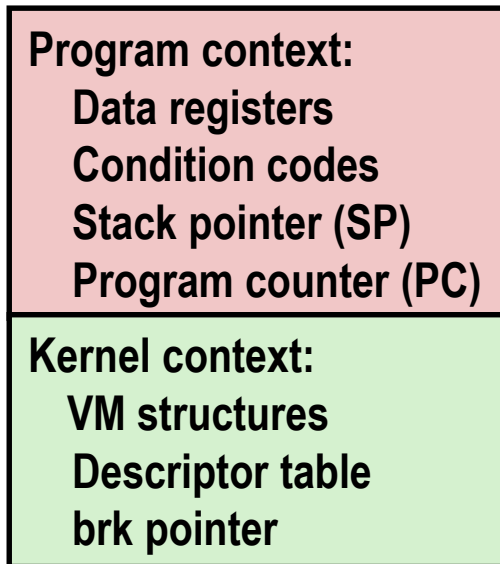 Program context:
Data registers
Condition codes
Stack pointer (SP)
Program counter (PC)
Kernel context:
VM structures
Descriptor table
brk pointer